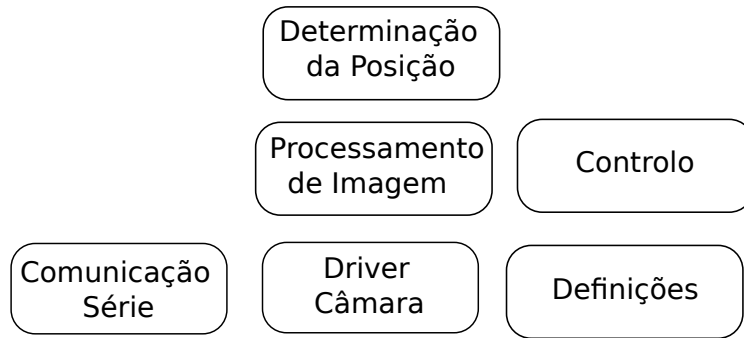 Determinação
da Posição
Processamento
de Imagem
Controlo
Comunicação
Série
Driver
Câmara
Definições